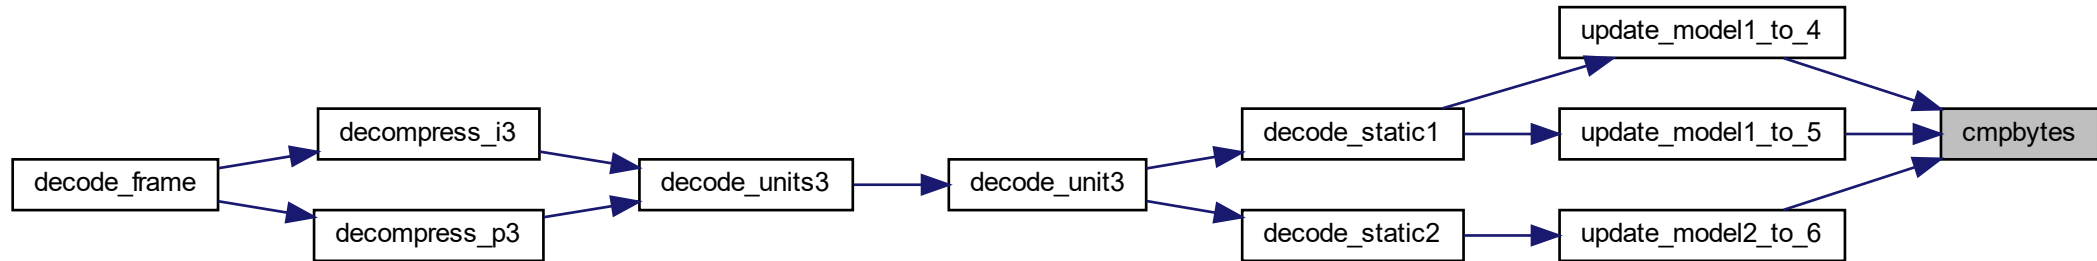 update_model1_to_4
decompress_i3
decode_static1
update_model1_to_5
cmpbytes
decode_frame
decode_units3
decode_unit3
decompress_p3
decode_static2
update_model2_to_6